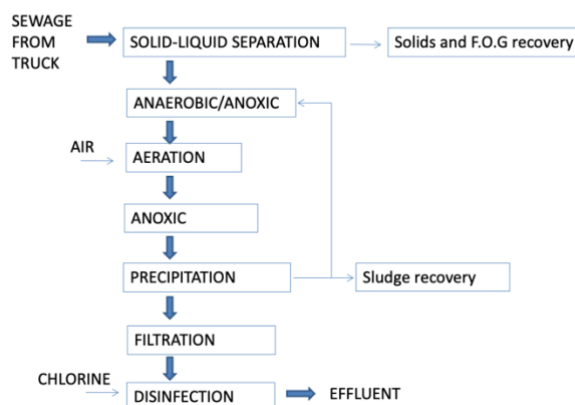 SEWAGE
FROM
TRUCK
SOLID-LIQUID SEPARATION
Solids and F.O.G recovery
ANAEROBIC/ANOXIC
AIR
AERATION
ANOXIC
PRECIPITATION
Sludge recovery
FILTRATION
CHLORINE
DISINFECTION
EFFLUENT